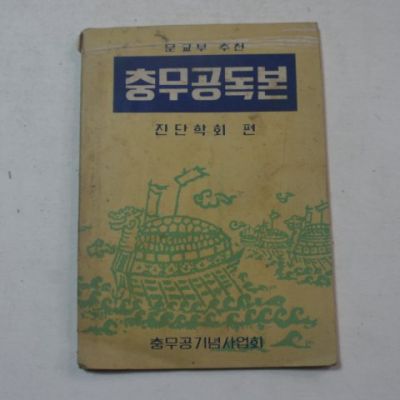 문교부 추천
충무공독본
진단학회 편
충무공기념사업회